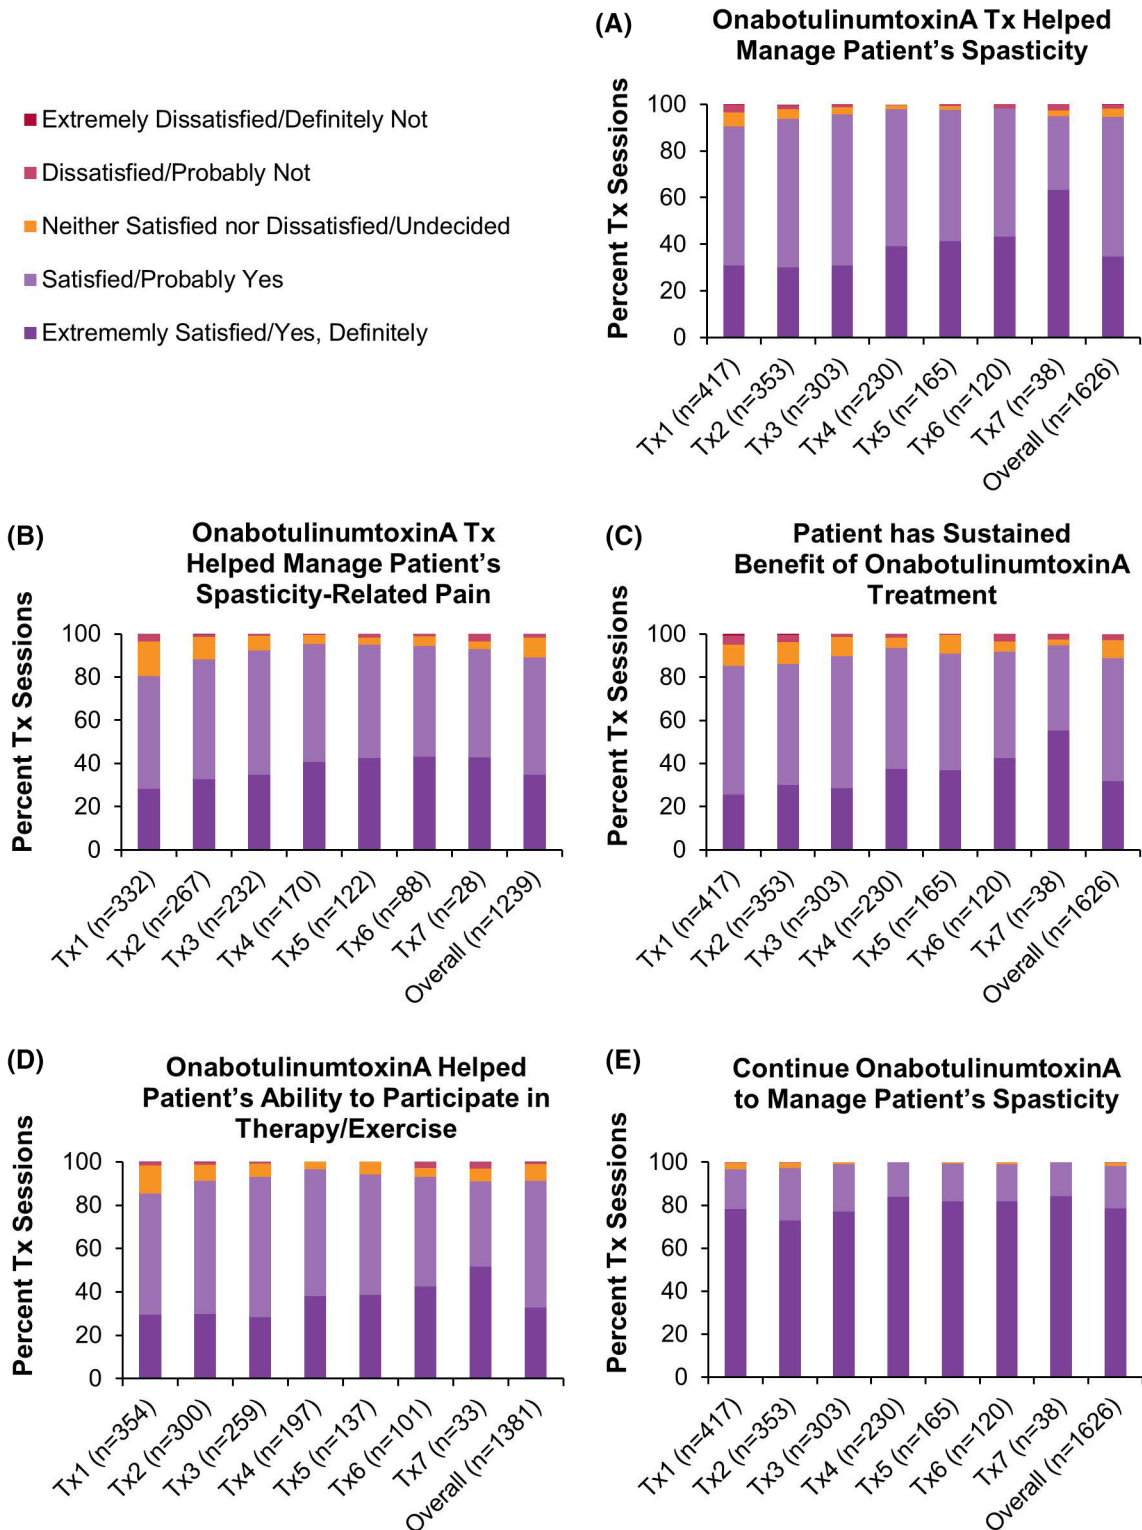 (A)
OnabotulinumtoxinA Tx Helped
Manage Patient's Spasticity
Extremely Dissatisfied/Definitely Not
Dissatisfied/Probably Not
Neither Satisfied nor Dissatisfied/Undecided
Satisfied/Probably Yes
Extrememly Satisfied/Yes, Definitely
Percent Tx Sessions
100
80
60
40
20
0
Tx1 (n=417)
Tx2 (n=353)
Tx3 (n=303)
Tx4 (n=230)
Tx5 (n=165)
Tx6 (n=120)
Tx7 (n=38)
Overall (n=1626)
(B)
OnabotulinumtoxinA Tx
Helped Manage Patient's
Spasticity-Related Pain
Percent Tx Sessions
100
80
60
40
20
0
Tx1 (n=332)
Tx2 (n=267)
Tx3 (n=232)
Tx4 (n=170)
Tx5 (n=122)
Tx6 (n=88)
Tx7 (n=28)
Overall (n=1239)
(C)
Patient has Sustained
Benefit of OnabotulinumtoxinA
Treatment
Percent Tx Sessions
100
80
60
40
20
0
Tx1 (n=417)
Tx2 (n=353)
Tx3 (n=303)
Tx4 (n=230)
Tx5 (n=165)
Tx6 (n=120)
Tx7 (n=38)
Overall (n=1626)
(D)
OnabotulinumtoxinA Helped
Patient's Ability to Participate in
Therapy/Exercise
Percent Tx Sessions
100
80
60
40
20
0
Tx1 (n=354)
Tx2 (n=300)
Tx3 (n=259)
Tx4 (n=197)
Tx5 (n=137)
Tx6 (n=101)
Tx7 (n=33)
Overall (n=1381)
(E)
Continue OnabotulinumtoxinA
to Manage Patient's Spasticity
Percent Tx Sessions
100
80
60
40
20
0
Tx1 (n=417)
Tx2 (n=353)
Tx3 (n=303)
Tx4 (n=230)
Tx5 (n=165)
Tx6 (n=120)
Tx7 (n=38)
Overall (n=1626)